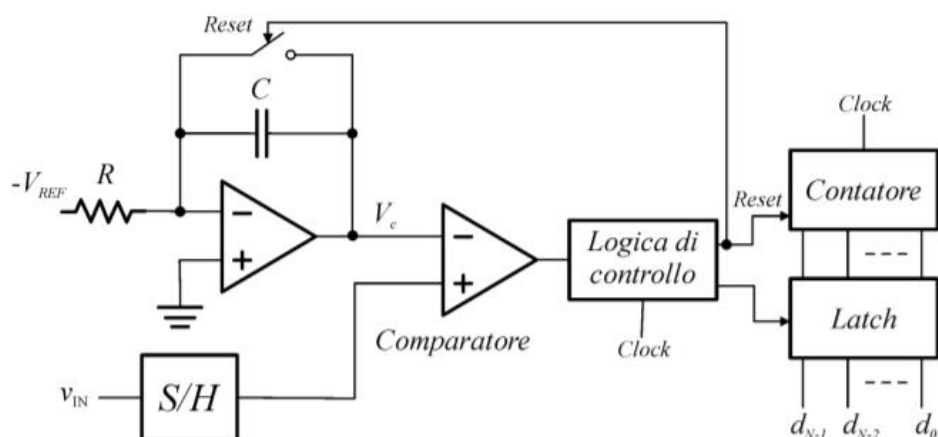 Reset
C
Clock
-V_REF
R
Contatore
V_c
Reset
Logica di
controllo
Latch
Comparatore
Clock
v_IN
S/H
d_N-1
d_N-2
d_0